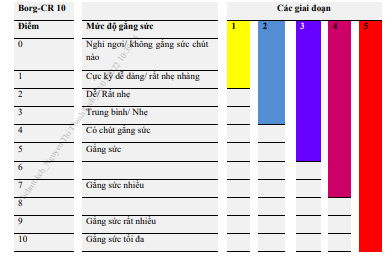 Borg-CR 10 Các giai đoạn
Điểm Mức độ gắng sức 1 2 3 4 5
0 Nghỉ ngơi/ không gắng sức chút
nào
1 Cực kỳ dễ dàng/ rất nhẹ nhàng
2 Dễ/ Rất nhẹ
3 Trung bình/ Nhẹ
4 Có chút gắng sức
5 Gắng sức
6
7 Gắng sức nhiều
8
9 Gắng sức rất nhiều
10 Gắng sức tối đa